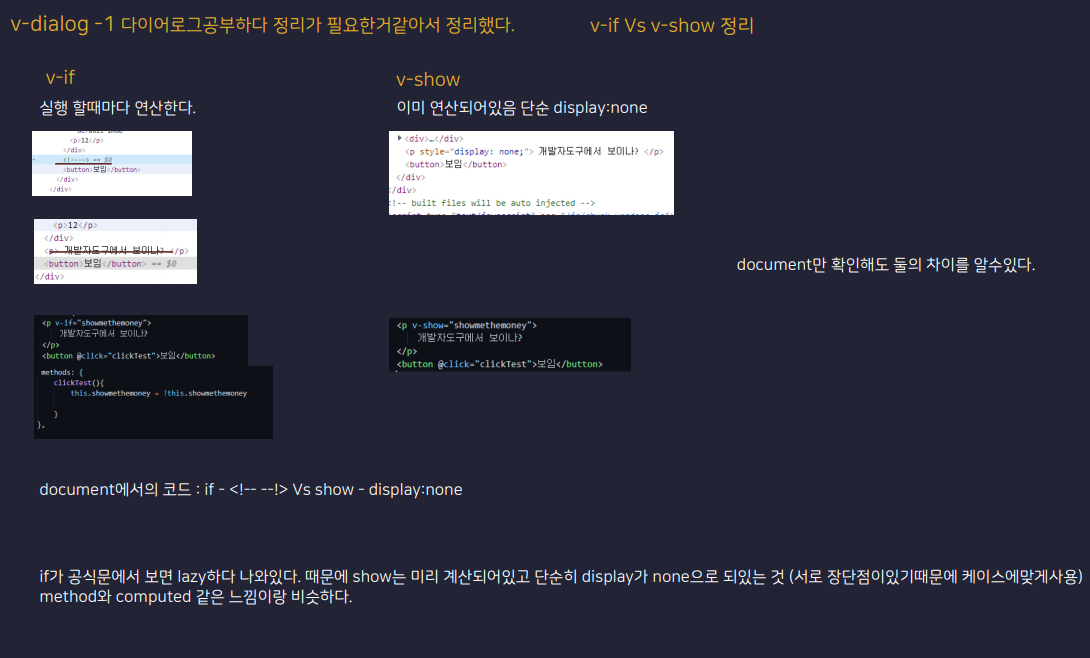 v-dialog -1 다이어로그공부하다 정리가 필요한거같아서 정리했다.
v-if Vs v-show 정리
v-if
실행 할때마다 연산한다.
<p>12</p>
</div>
<!----> == $0
<button>보임</button>
</div>
</div>
<p>12</p>
</div>
<p> 개발자도구에서 보이나? </p>
<button>보임</button> == $0
</div>
<p v-if="showmethemoney">
개발자도구에서 보이나?
</p>
<button @click="clickTest">보임</button>
methods: {
clickTest(){
this.showmethemoney = !this.showmethemoney
}
},
v-show
이미 연산되어있음 단순 display:none
<div>…</div>
<p style="display: none;"> 개발자도구에서 보이나? </p>
<button>보임</button>
</div>
/div>
!-- built files will be auto injected -->
<p v-show="showmethemoney">
개발자도구에서 보이나?
</p>
<button @click="clickTest">보임</button>
document만 확인해도 둘의 차이를 알수있다.
document에서의 코드 : if - <!-- --!> Vs show - display:none
if가 공식문에서 보면 lazy하다 나와있다. 때문에 show는 미리 계산되어있고 단순히 display가 none으로 되있는 것 (서로 장단점이있기때문에 케이스에맞게사용)
method와 computed 같은 느낌이랑 비슷하다.